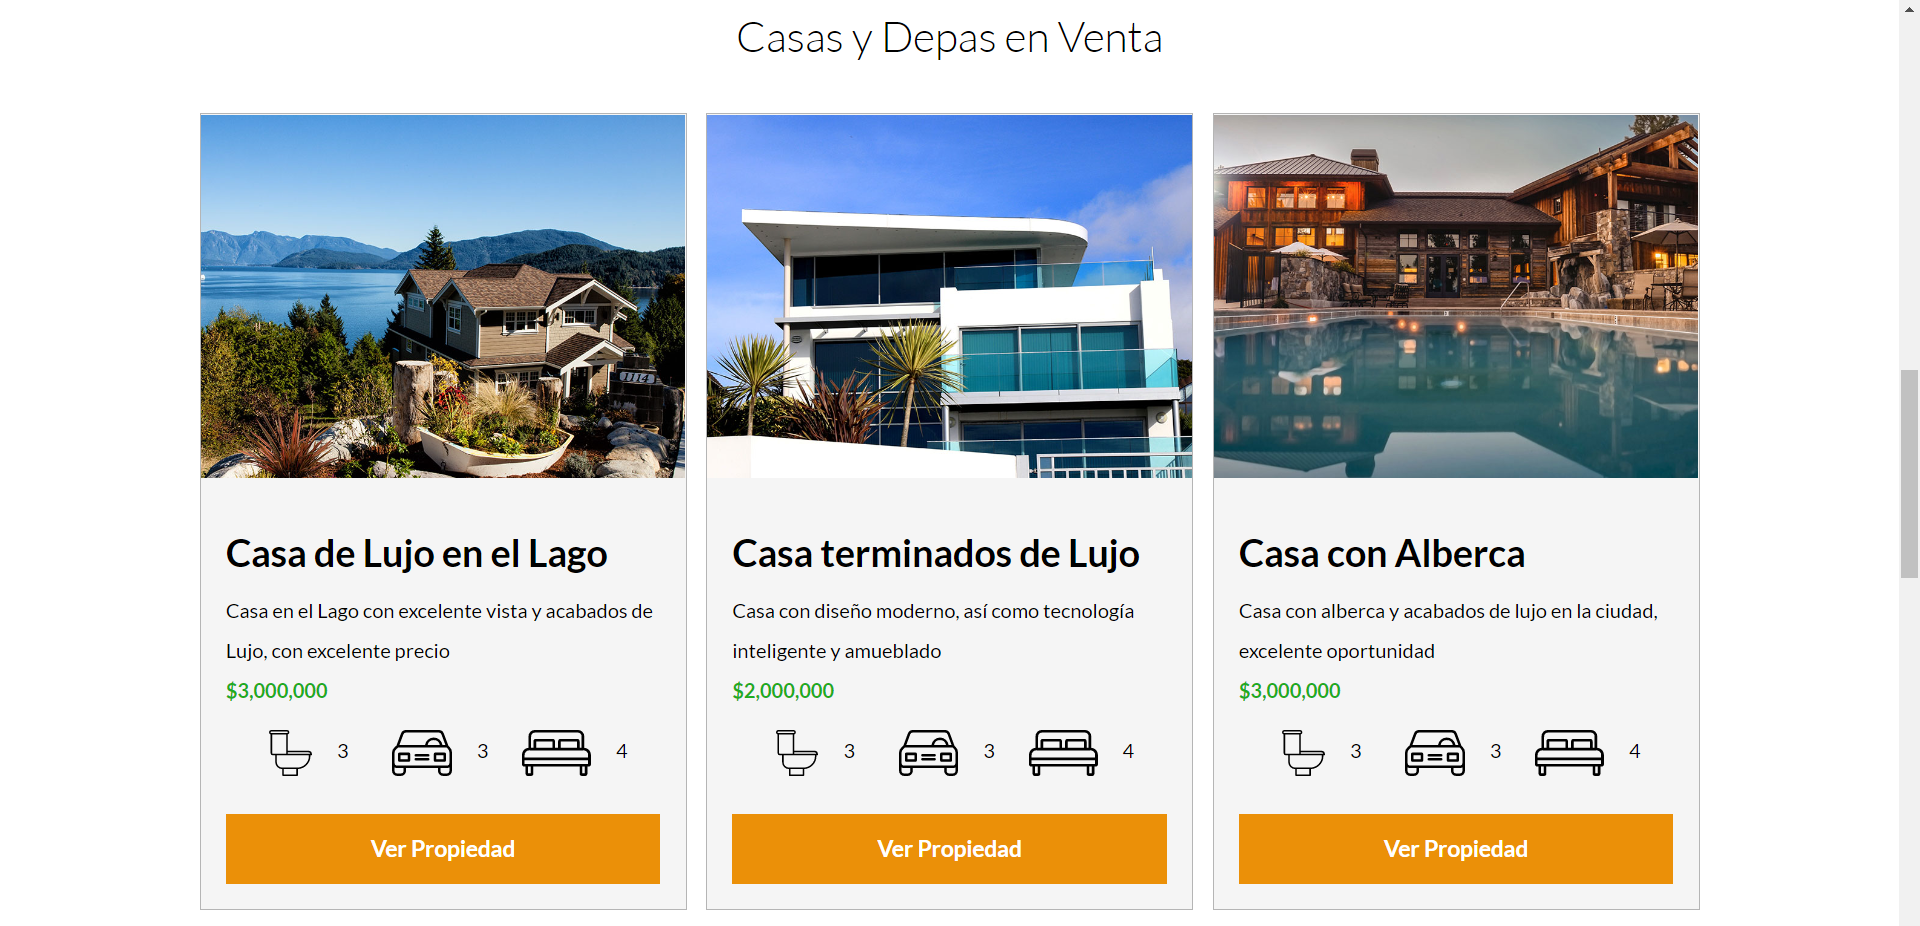 Casas y Depas en Venta
1114
Casa de Lujo en el Lago
Casa en el Lago con excelente vista y acabados de
Lujo, con excelente precio
$3,000,000
3 3 4
Ver Propiedad
Casa terminados de Lujo
Casa con diseño moderno, así como tecnología
inteligente y amueblado
$2,000,000
3 3 4
Ver Propiedad
Casa con Alberca
Casa con alberca y acabados de lujo en la ciudad,
excelente oportunidad
$3,000,000
3 3 4
Ver Propiedad